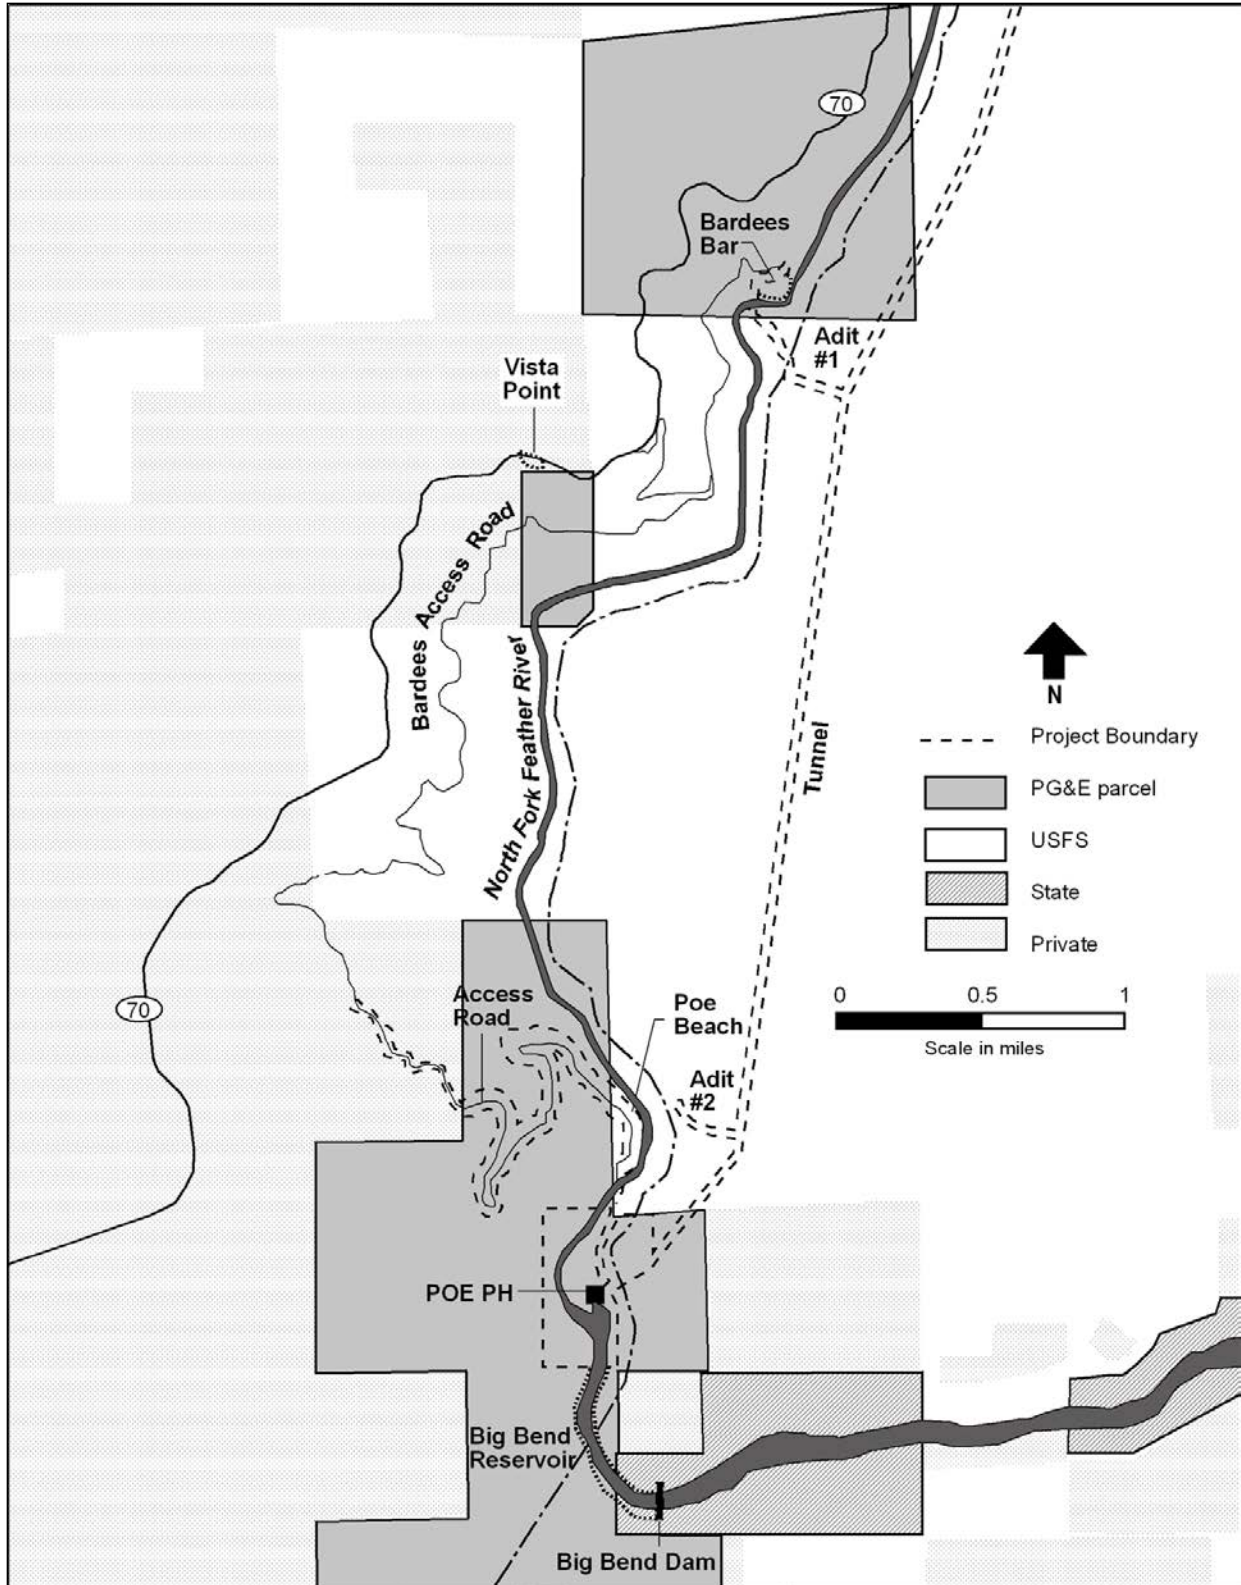 70
Bardees
Bar
Adit
#1
Vista
Point
Bardees Access Road
North Fork Feather River
Tunnel
N
Project Boundary
PG&E parcel
USFS
State
Private
0 0.5 1
Scale in miles
70
Access
Road
Poe
Beach
Adit
#2
POE PH
Big Bend
Reservoir
Big Bend Dam